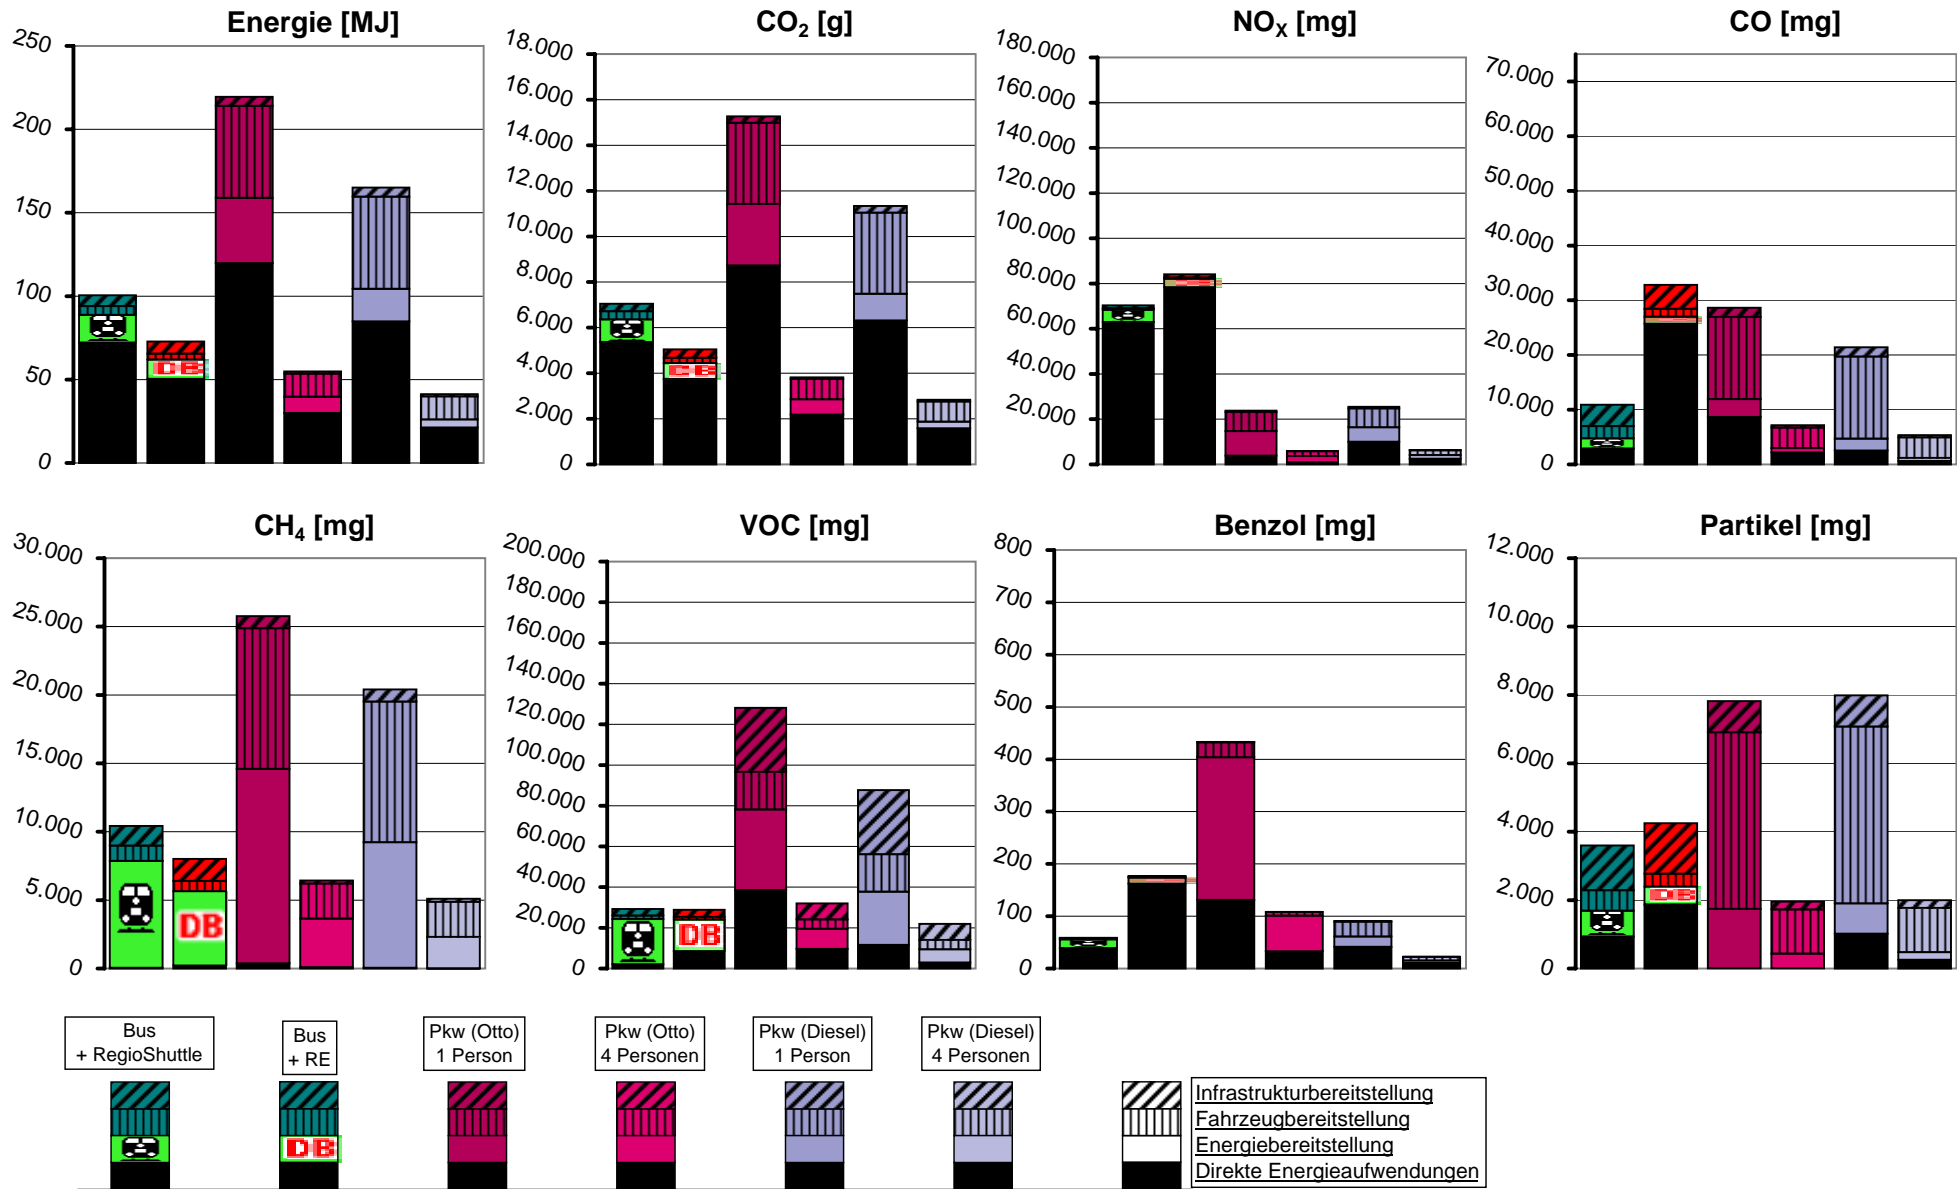 Energie [MJ]
250
200
150
100
50
0
CO₂ [g]
18.000
16.000
14.000
12.000
10.000
8.000
6.000
4.000
2.000
0
NOₓ [mg]
180.000
160.000
140.000
120.000
100.000
80.000
60.000
40.000
20.000
0
CO [mg]
70.000
60.000
50.000
40.000
30.000
20.000
10.000
0
DB
CH₄ [mg]
30.000
25.000
20.000
15.000
10.000
5.000
0
DB
VOC [mg]
200.000
180.000
160.000
140.000
120.000
100.000
80.000
60.000
40.000
20.000
0
DB
Benzol [mg]
800
700
600
500
400
300
200
100
0
Partikel [mg]
12.000
10.000
8.000
6.000
4.000
2.000
0
DB
Bus
+ RegioShuttle
Bus
+ RE
Pkw (Otto)
1 Person
Pkw (Otto)
4 Personen
Pkw (Diesel)
1 Person
Pkw (Diesel)
4 Personen
DB
Infrastrukturbereitstellung
Fahrzeugbereitstellung
Energiebereitstellung
Direkte Energieaufwendungen